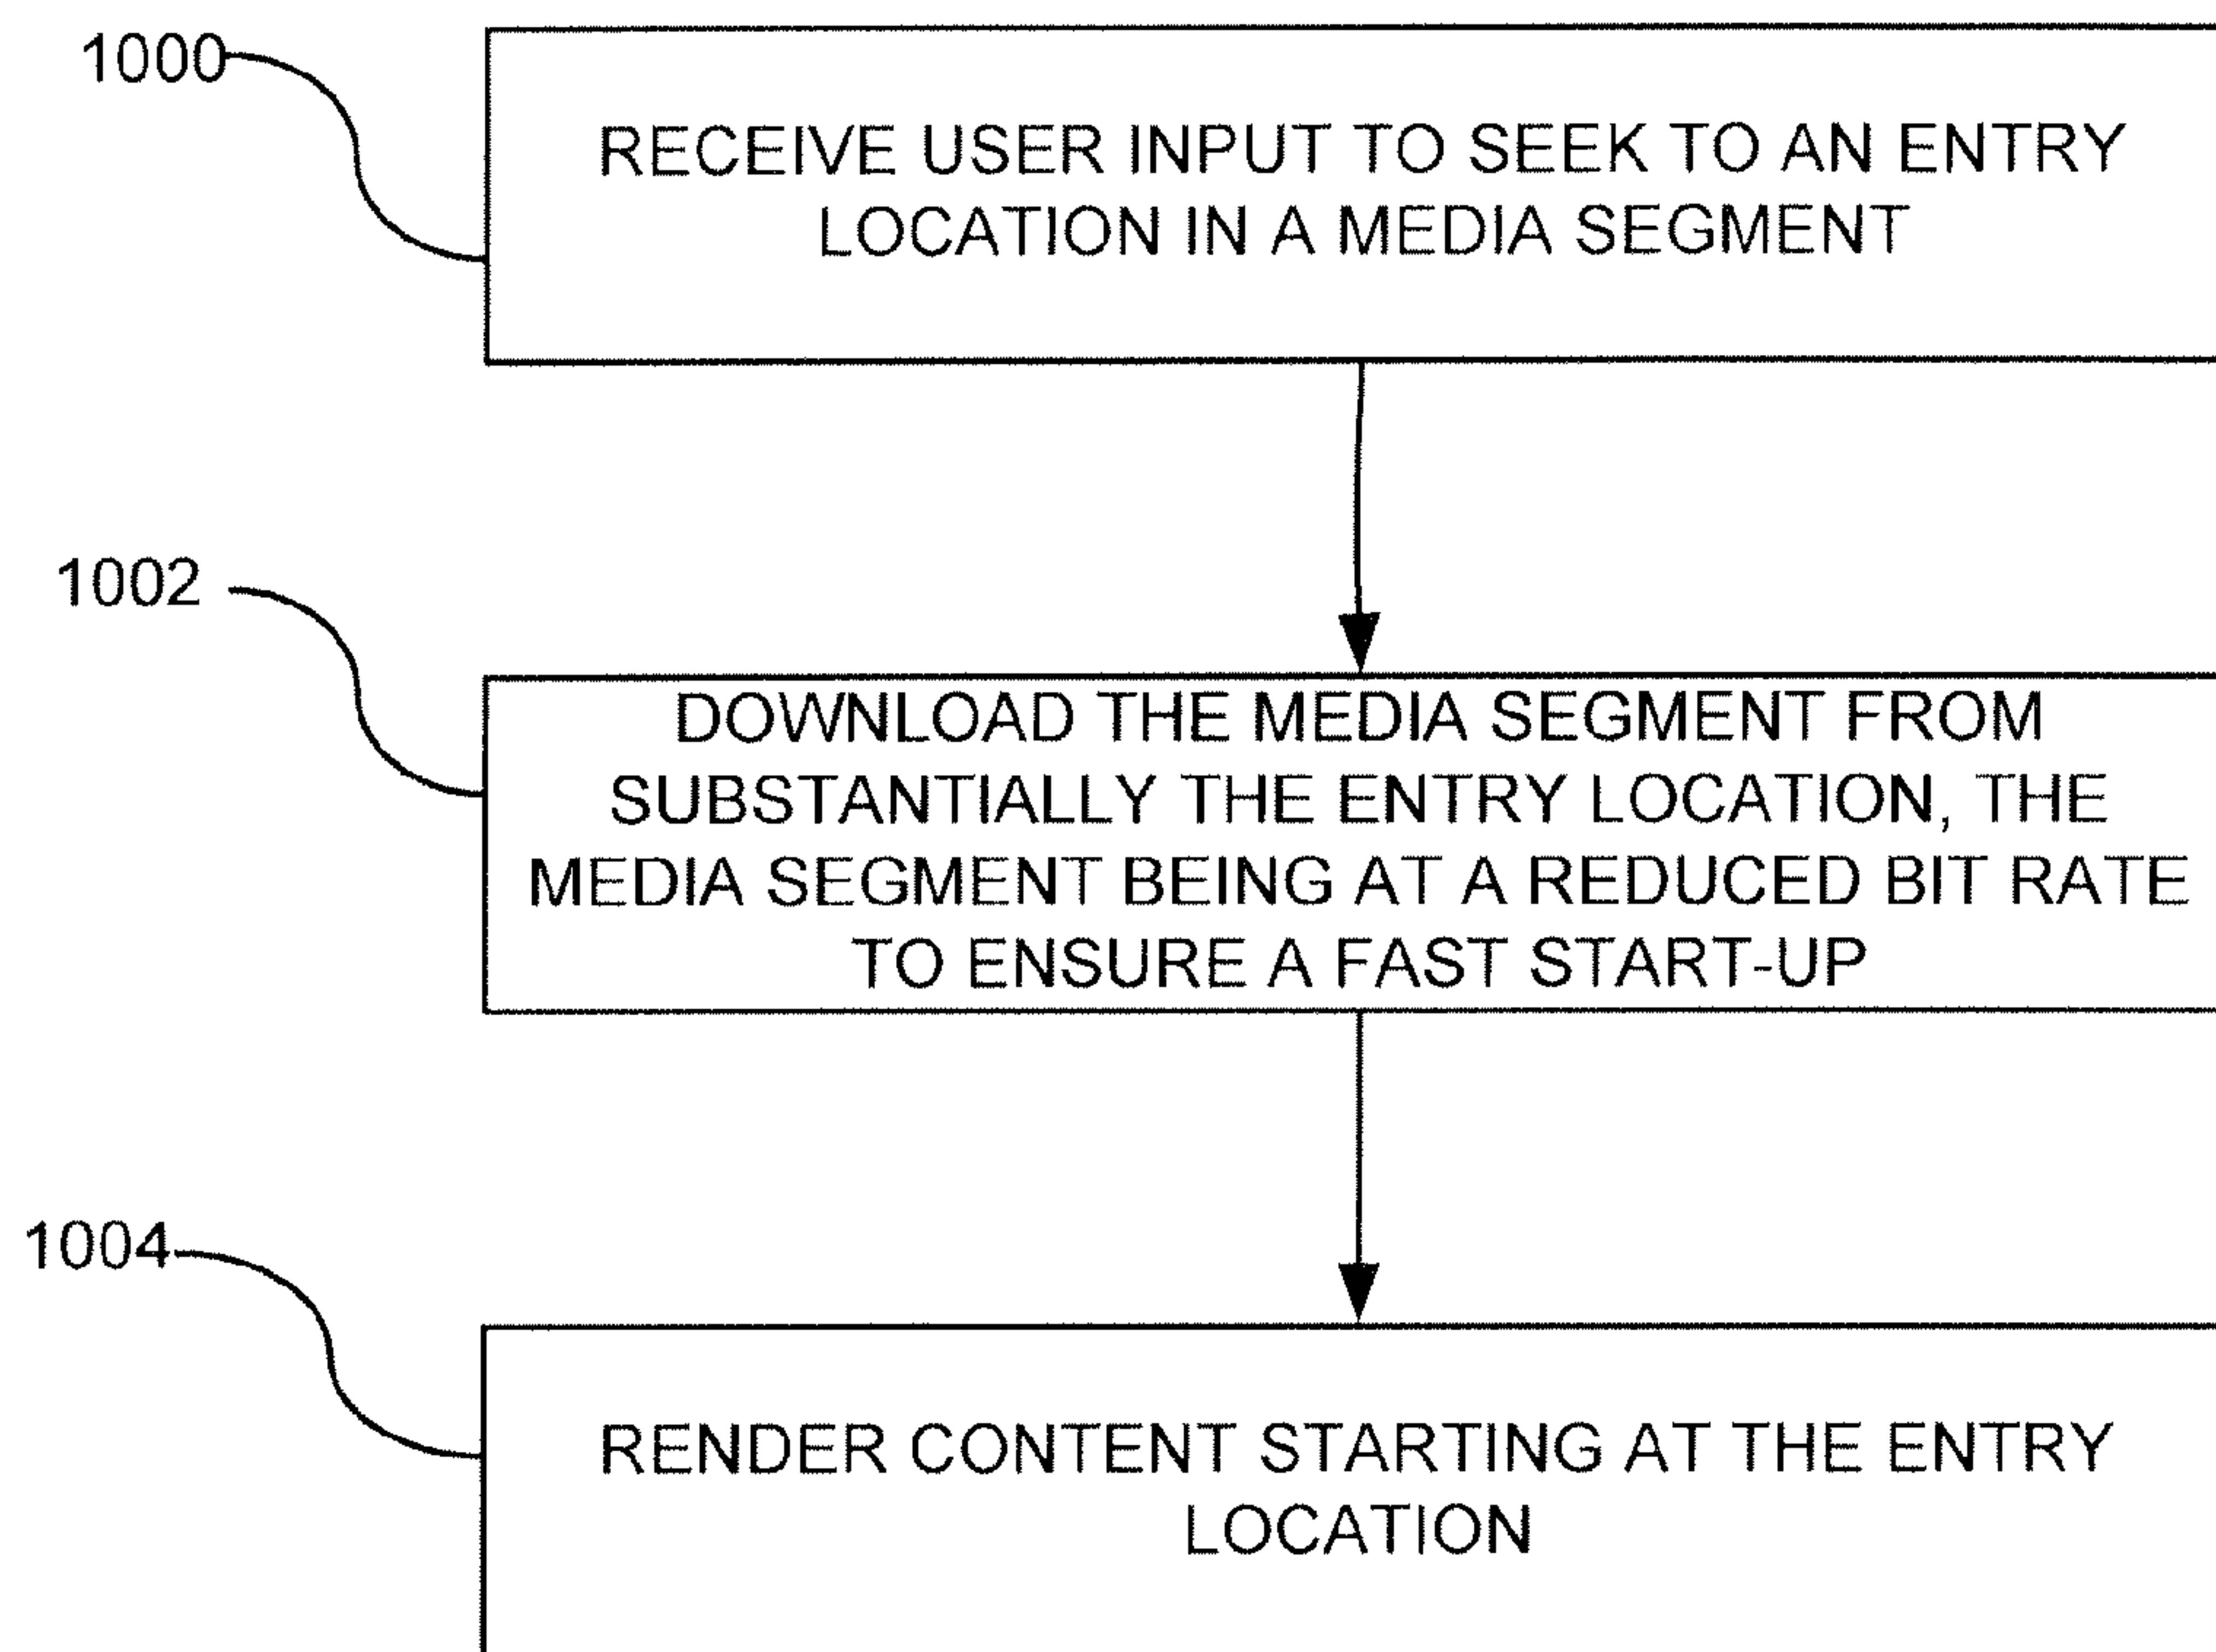 1000
RECEIVE USER INPUT TO SEEK TO AN ENTRY
LOCATION IN A MEDIA SEGMENT
1002
DOWNLOAD THE MEDIA SEGMENT FROM
SUBSTANTIALLY THE ENTRY LOCATION, THE
MEDIA SEGMENT BEING AT A REDUCED BIT RATE
TO ENSURE A FAST START-UP
1004
RENDER CONTENT STARTING AT THE ENTRY
LOCATION